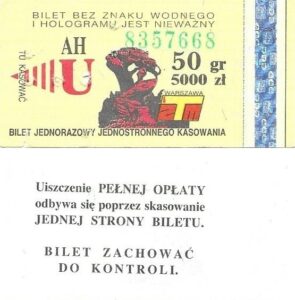 BILET BEZ ZNAKU WODNEGO
I HOLOGRAMU JEST NIEWAŻNY
AH 8357668
TU KASOWAĆ
U
50 gr
5000 zł
WARSZAWA
ZTM
BILET JEDNORAZOWY JEDNOSTRONNEGO KASOWANIA
Uiszczenie PEŁNEJ OPŁATY
odbywa się poprzez skasowanie
JEDNEJ STRONY BILETU.
BILET ZACHOWAĆ
DO KONTROLI.